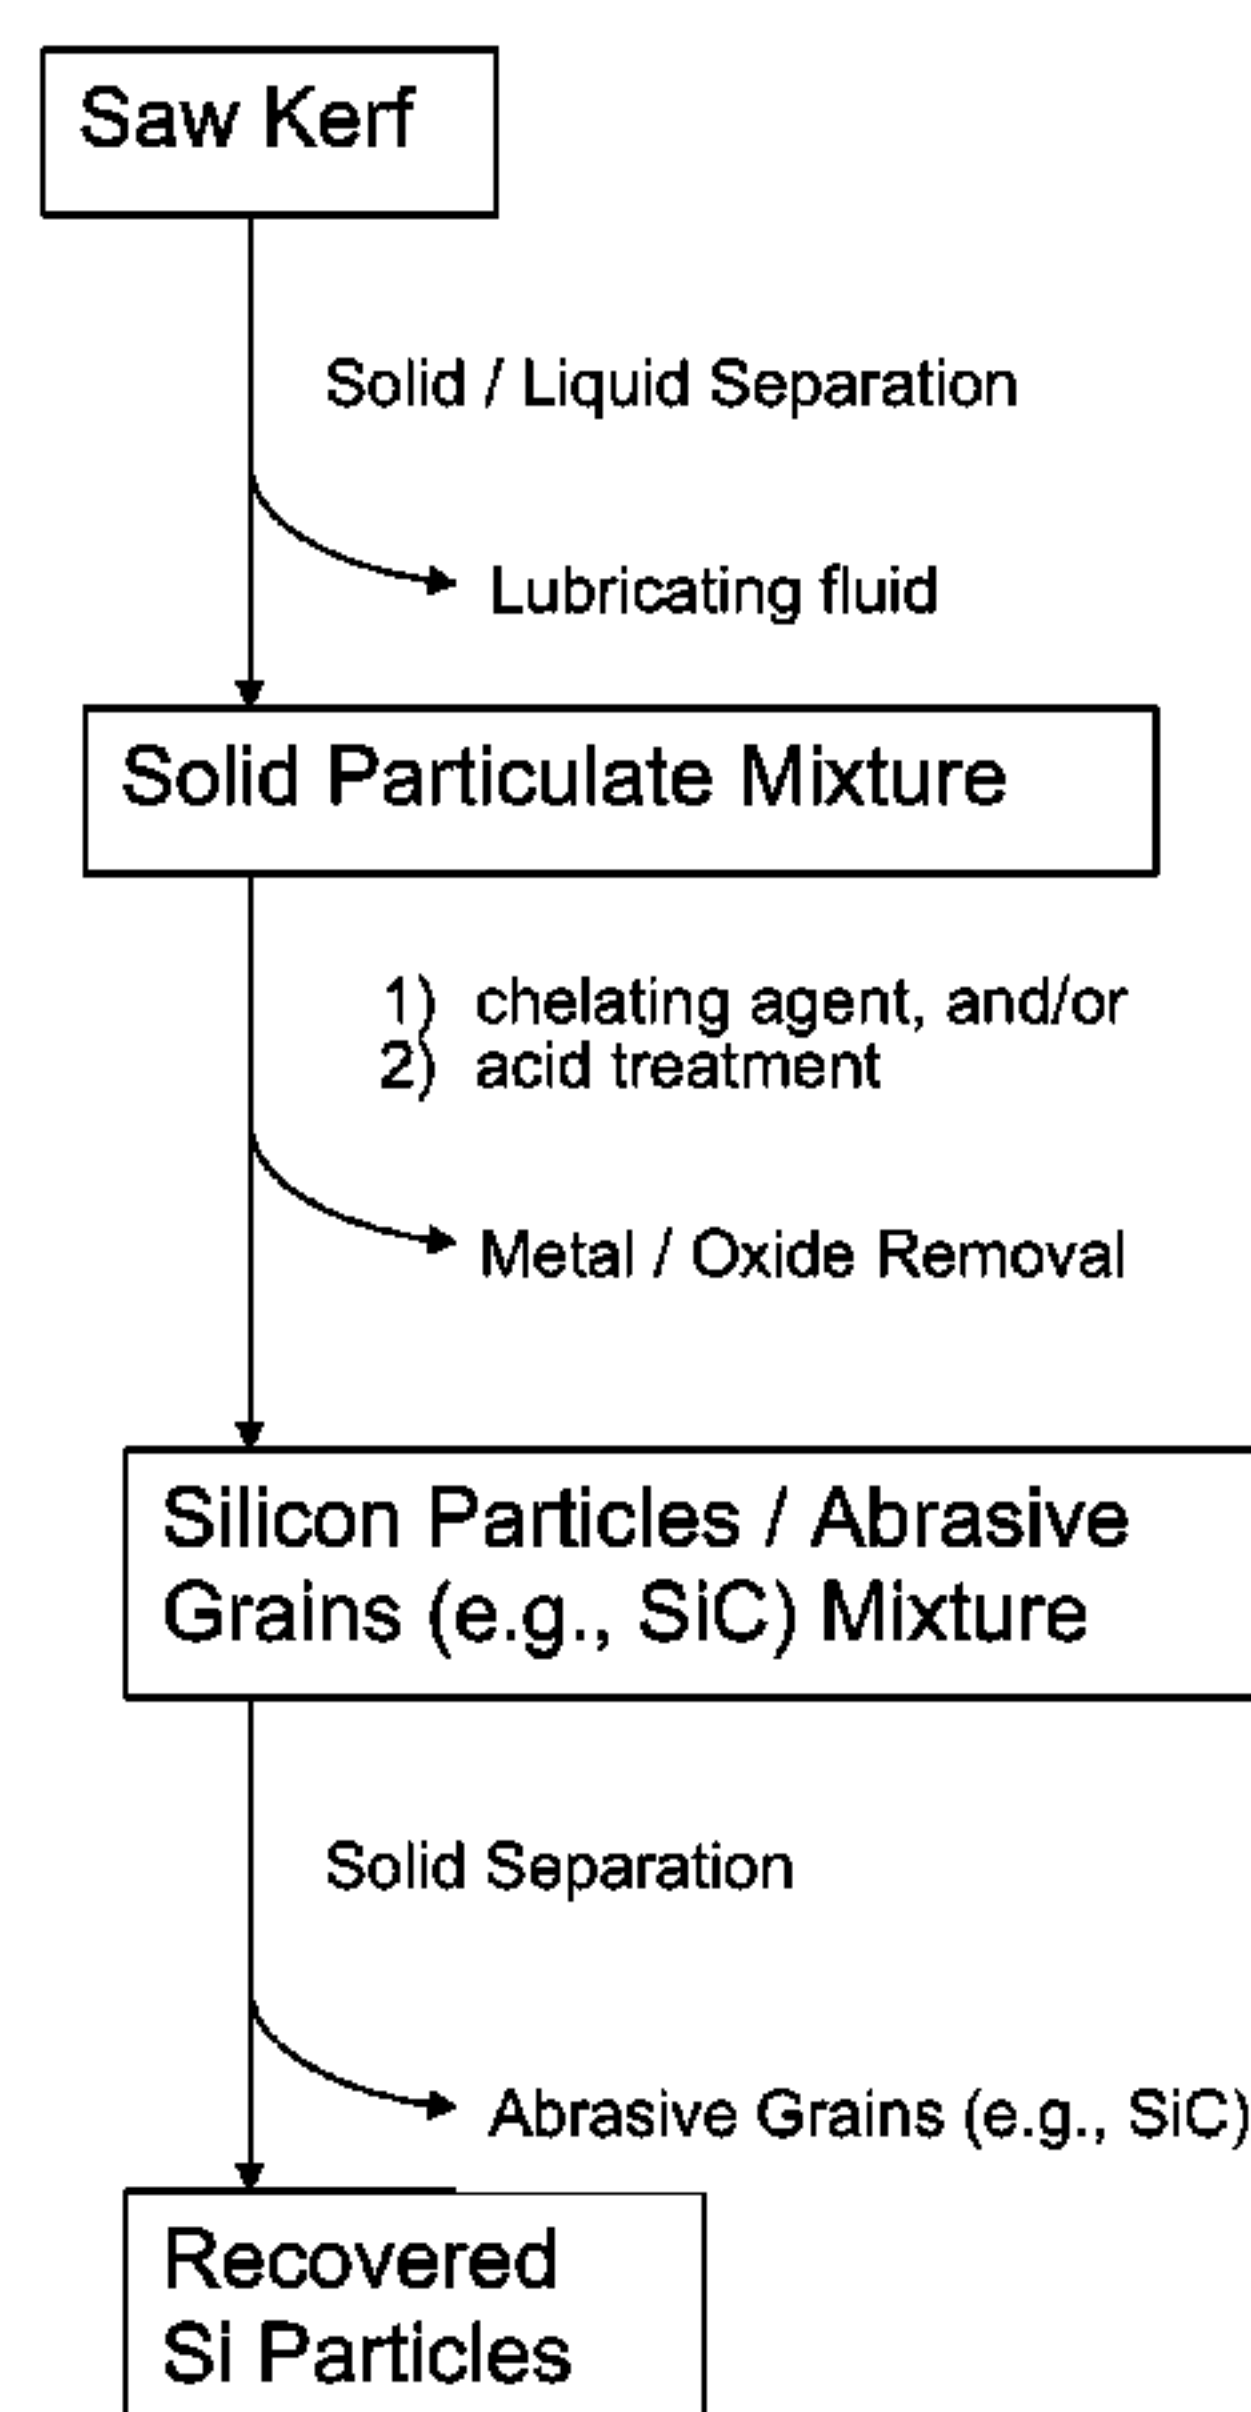 Saw Kerf
Solid / Liquid Separation
Lubricating fluid
Solid Particulate Mixture
1) chelating agent, and/or
2) acid treatment
Metal / Oxide Removal
Silicon Particles / Abrasive
Grains (e.g., SiC) Mixture
Solid Separation
Abrasive Grains (e.g., SiC)
Recovered
Si Particles